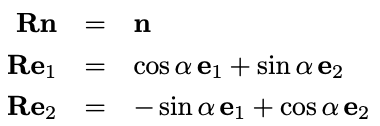 Rn = n
Re₁ = cos α e₁ + sin α e₂
Re₂ = − sin α e₁ + cos α e₂